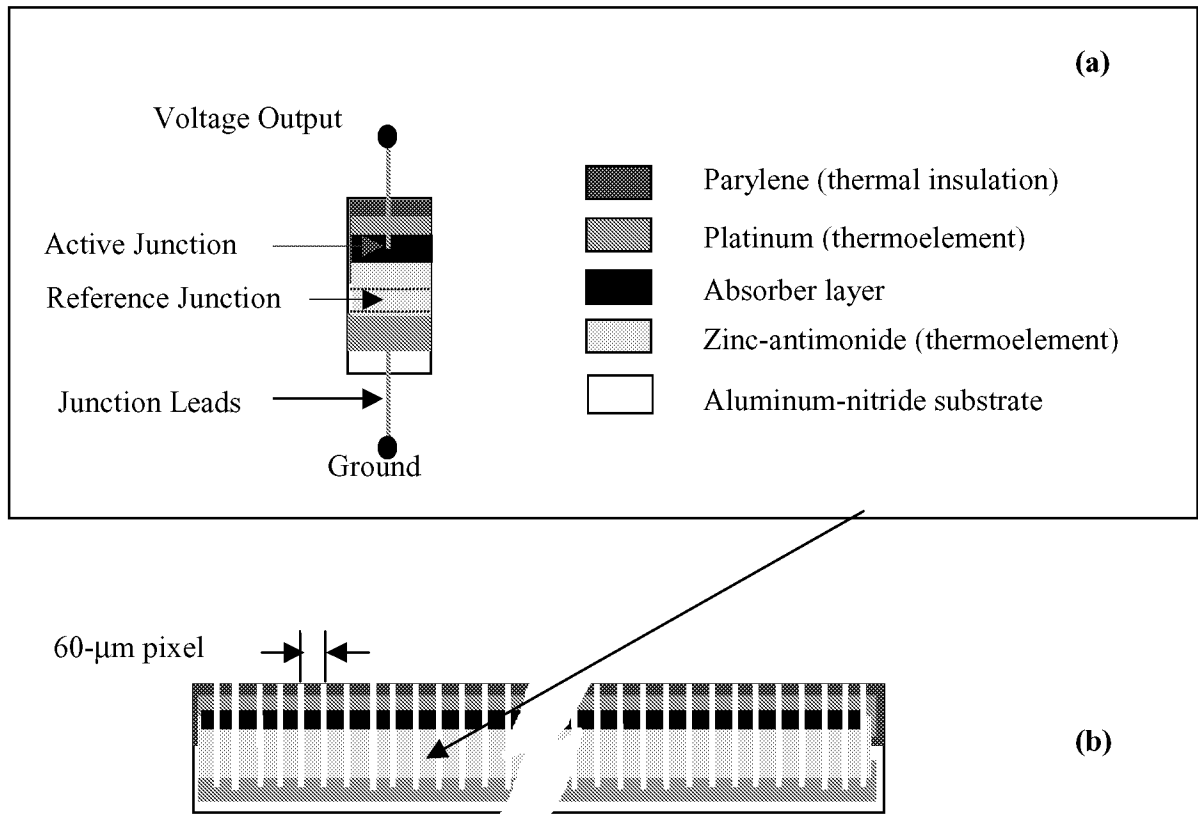 (a)
Voltage Output
Active Junction
Reference Junction
Junction Leads
Ground
Parylene (thermal insulation)
Platinum (thermoelement)
Absorber layer
Zinc-antimonide (thermoelement)
Aluminum-nitride substrate
60-μm pixel
(b)